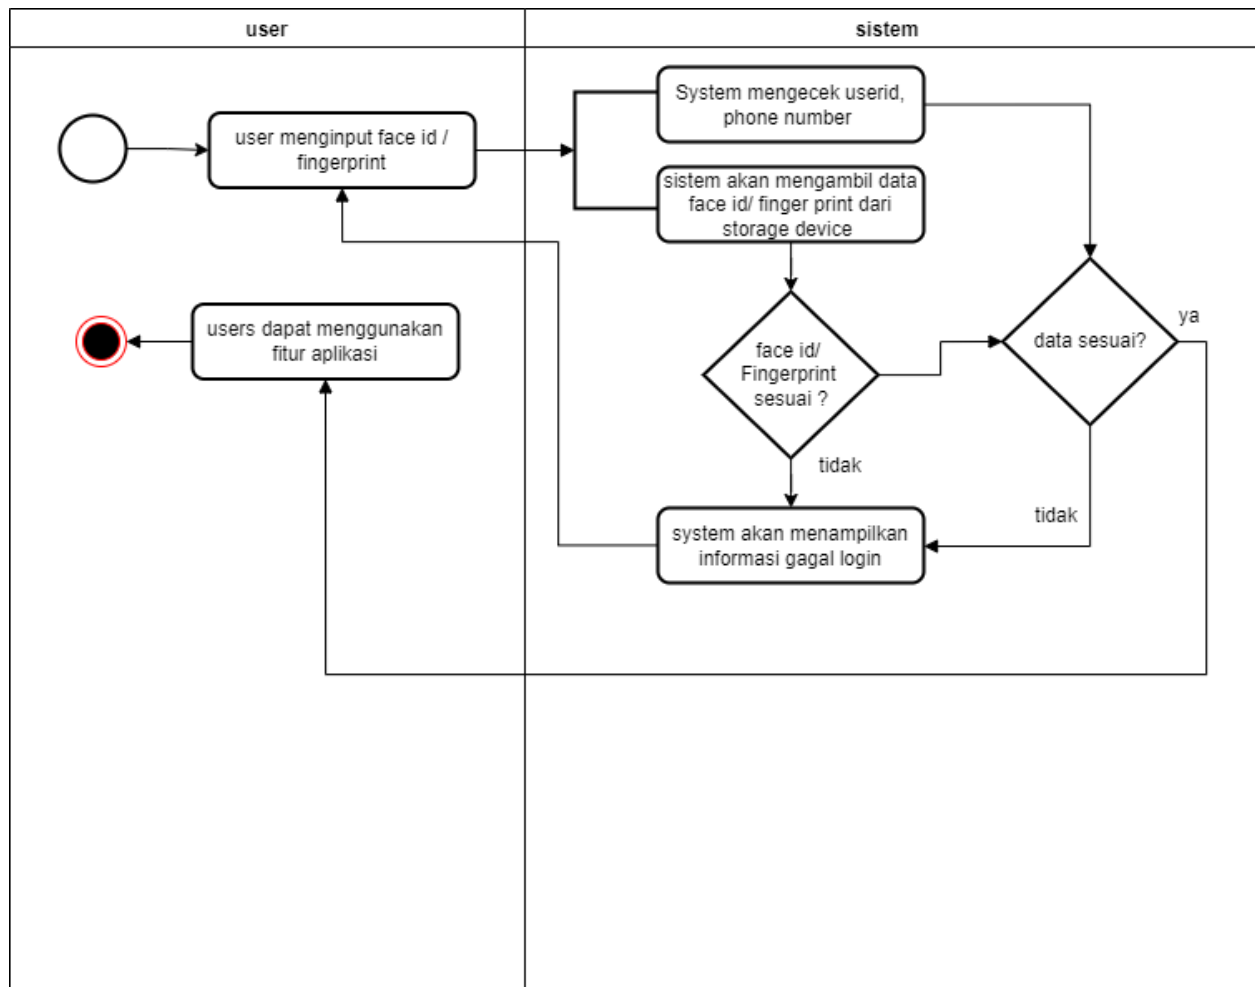 user
sistem
user menginput face id /
fingerprint
System mengecek userid,
phone number
sistem akan mengambil data
face id/ finger print dari
storage device
users dapat menggunakan
fitur aplikasi
face id/
Fingerprint
sesuai ?
data sesuai?
ya
tidak
tidak
system akan menampilkan
informasi gagal login